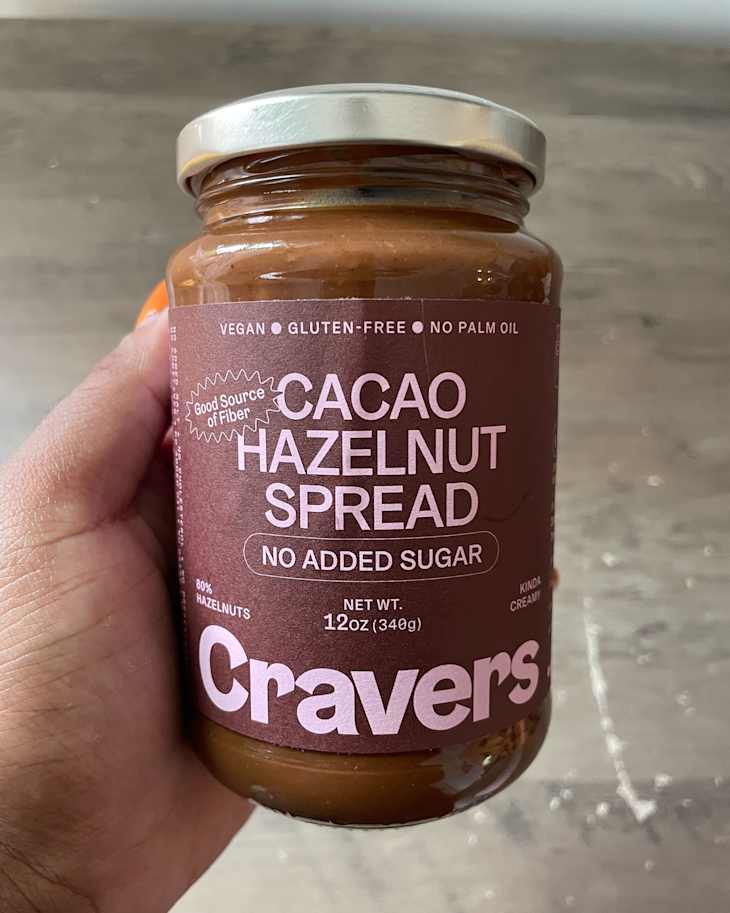 VEGAN ● GLUTEN-FREE ● NO PALM OIL
Good Source
of Fiber
CACAO
HAZELNUT
SPREAD
NO ADDED SUGAR
80%
HAZELNUTS
NET WT.
12oz (340g)
KINDA
CREAMY
Cravers